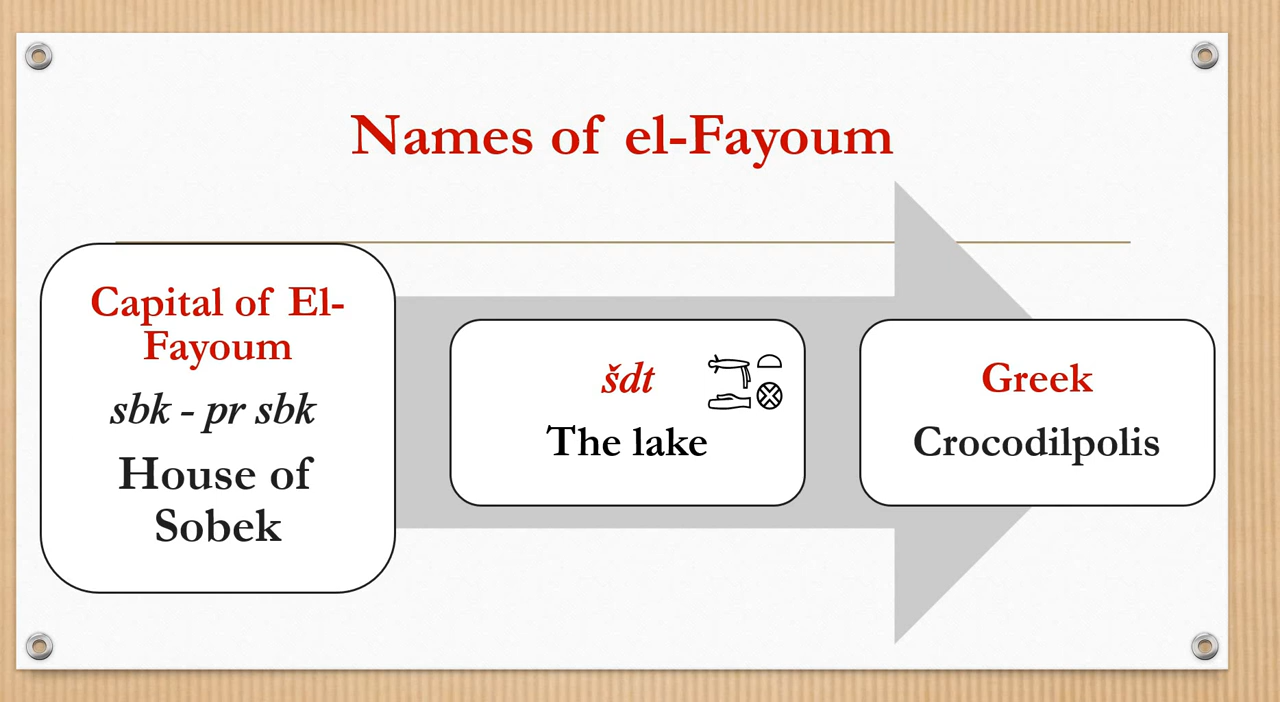 Names of el-Fayoum
Capital of El-
Fayoum
sbk - pr sbk
House of
Sobek
šdt
The lake
Greek
Crocodilpolis